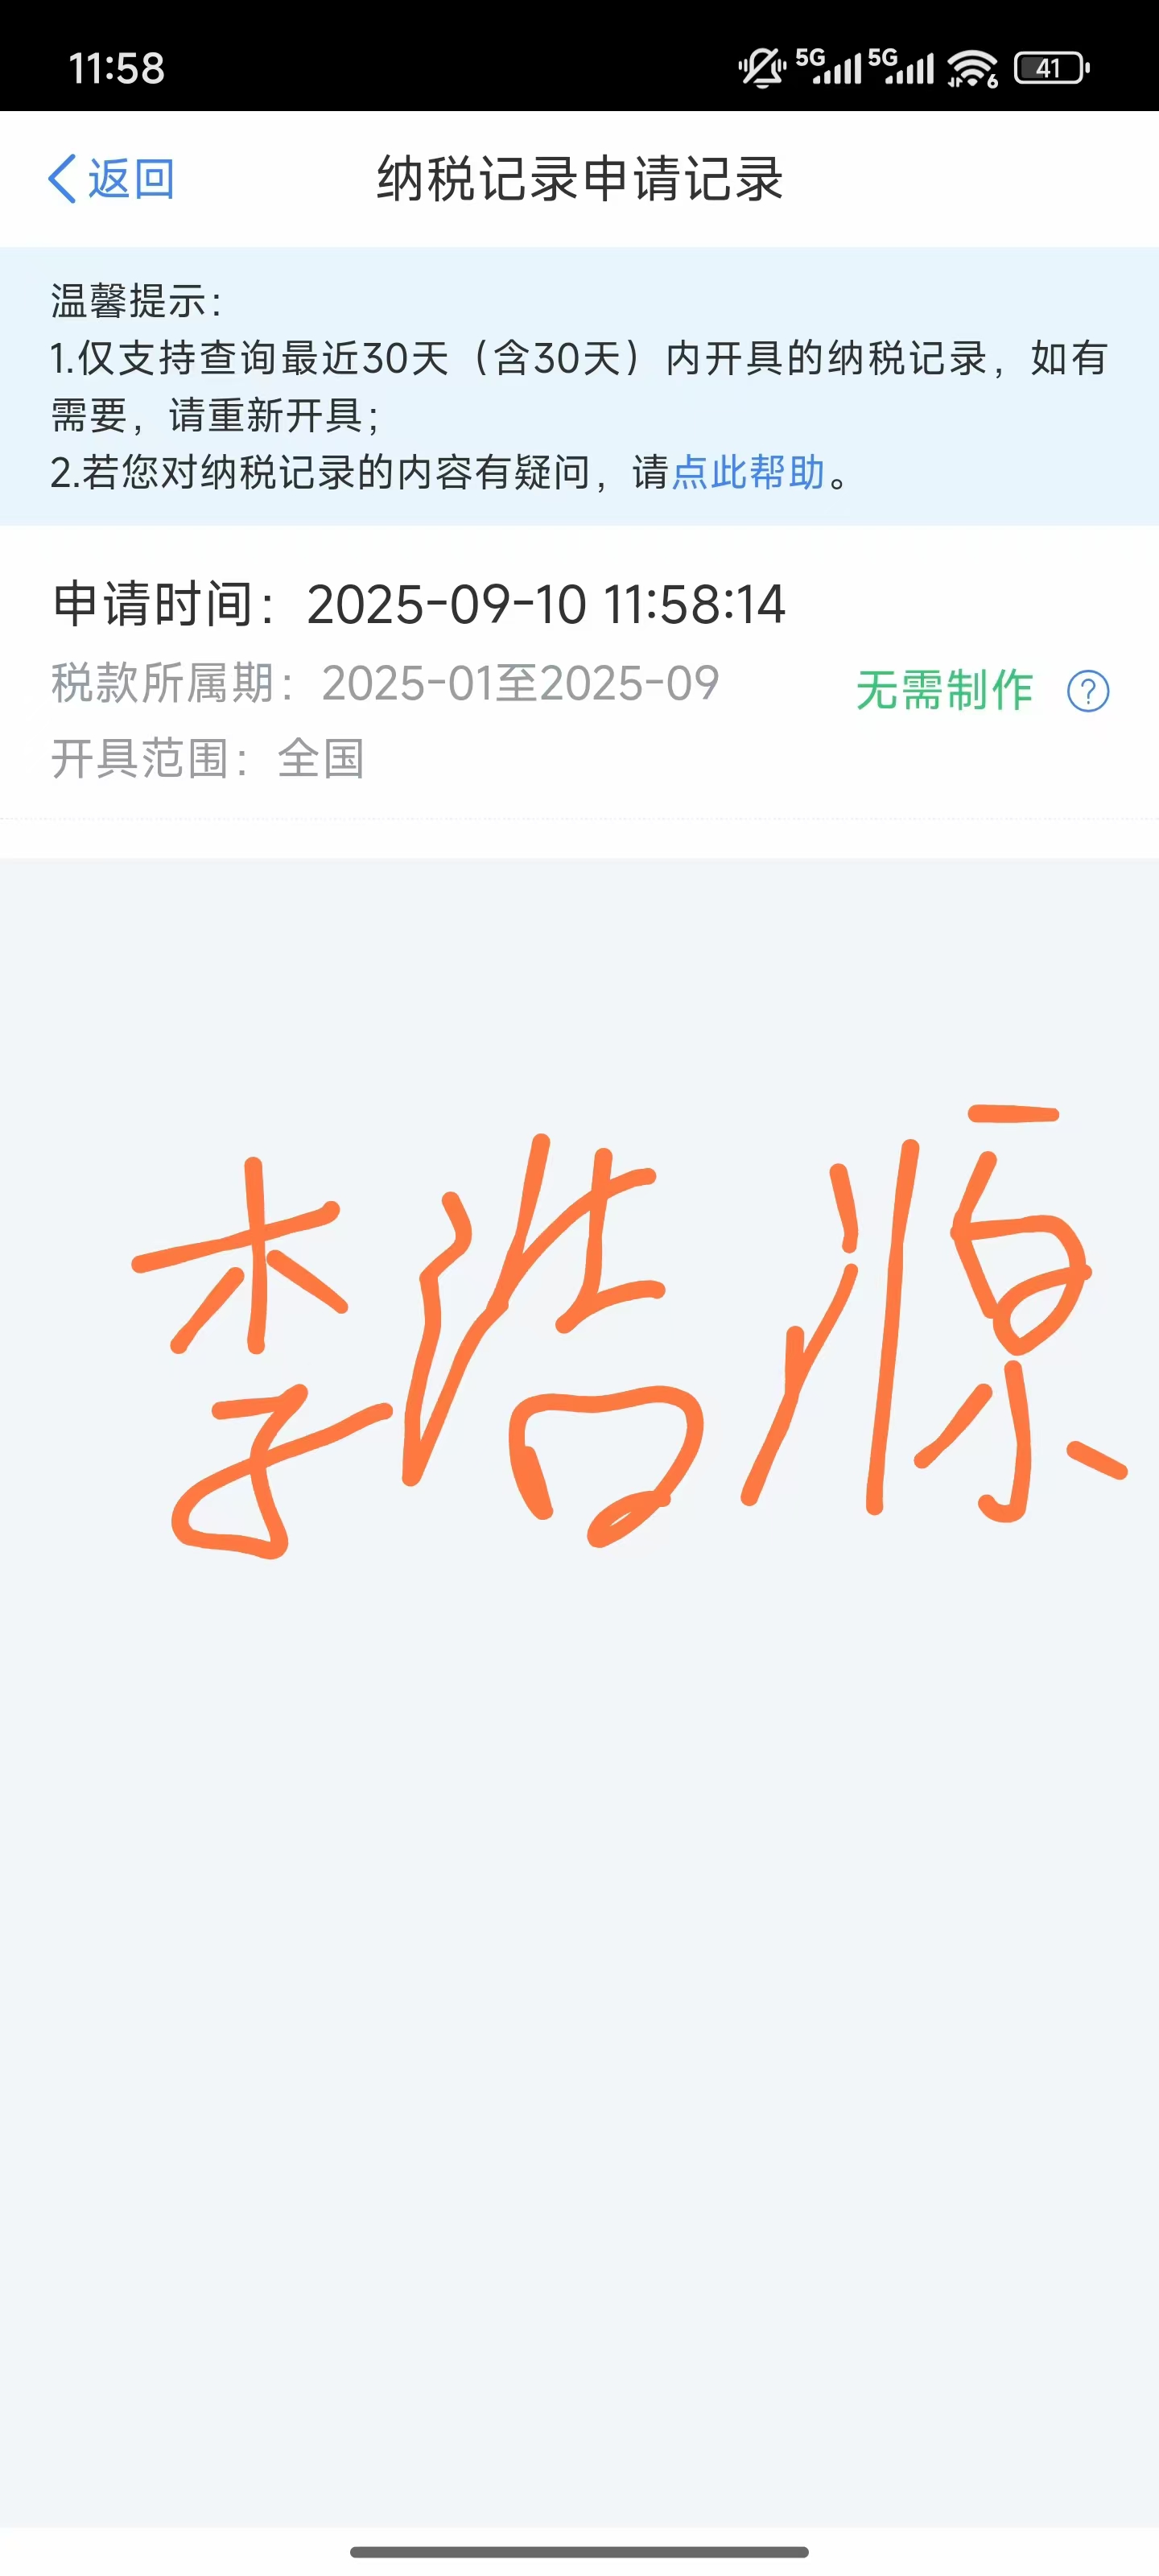 11:58
5G 5G 6 41
返回
纳税记录申请记录
温馨提示：
1.仅支持查询最近30天（含30天）内开具的纳税记录，如有
需要，请重新开具；
2.若您对纳税记录的内容有疑问，请点此帮助。
申请时间：2025-09-10 11:58:14
税款所属期：2025-01至2025-09
无需制作 ?
开具范围：全国
李浩源